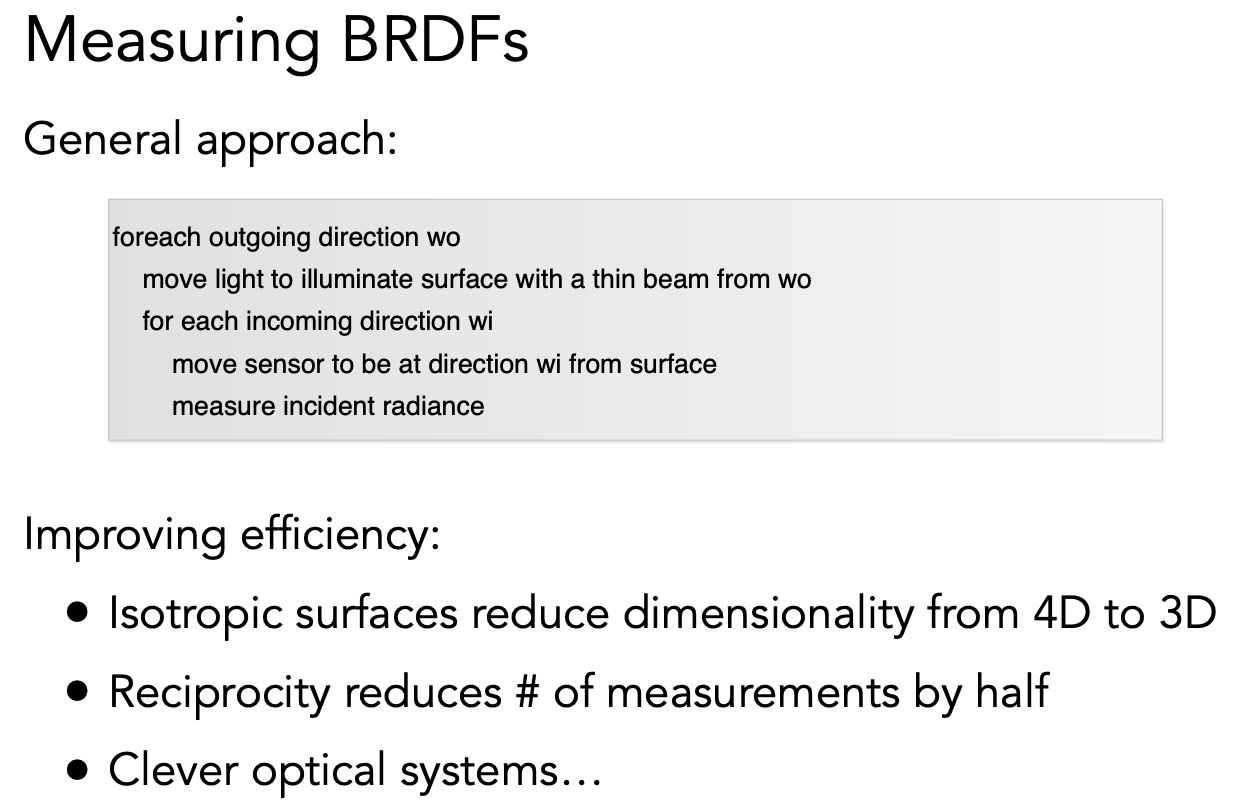 Measuring BRDFs
General approach:
foreach outgoing direction wo
move light to illuminate surface with a thin beam from wo
for each incoming direction wi
move sensor to be at direction wi from surface
measure incident radiance
Improving efficiency:
• Isotropic surfaces reduce dimensionality from 4D to 3D
• Reciprocity reduces # of measurements by half
• Clever optical systems…